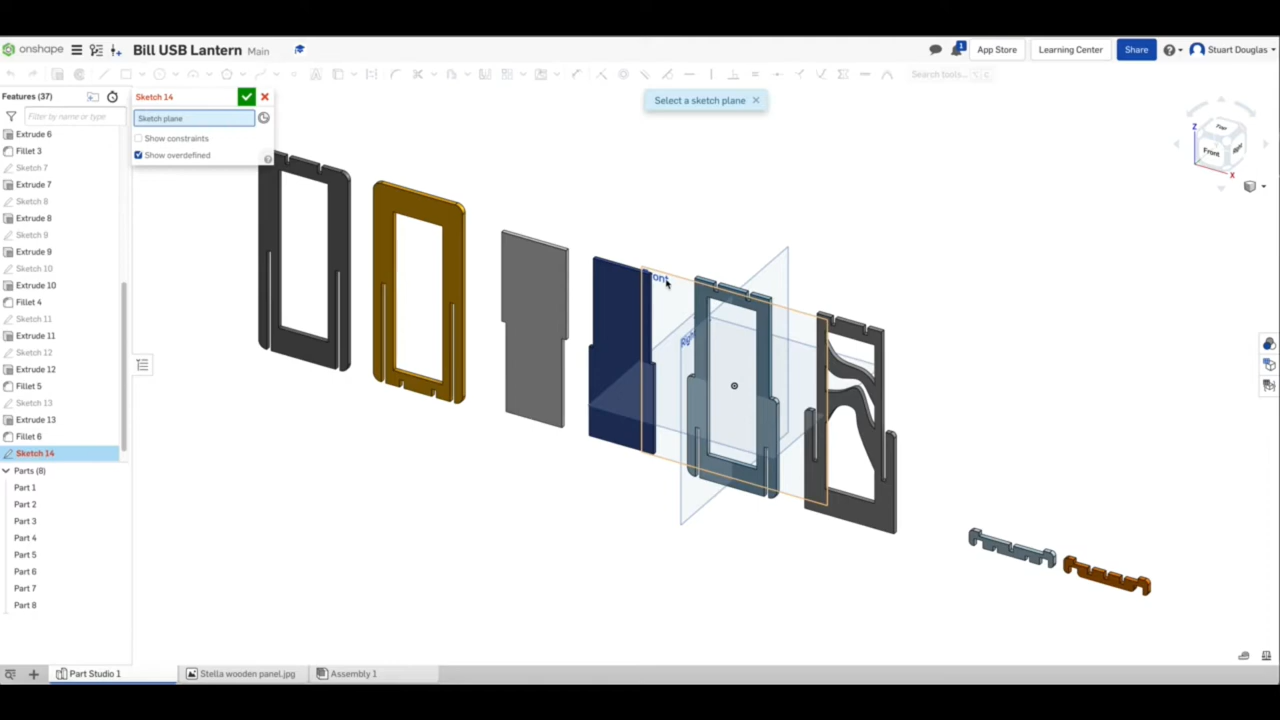 onshape Bill USB Lantern Main App Store Learning Center Share Stuart Douglas
1
Search tools...
Features (37)
Filter by name or type
Extrude 6
Fillet 3
Sketch 7
Extrude 7
Sketch 8
Extrude 8
Sketch 9
Extrude 9
Sketch 10
Extrude 10
Fillet 4
Sketch 11
Extrude 11
Sketch 12
Extrude 12
Fillet 5
Sketch 13
Extrude 13
Fillet 6
Sketch 14
Parts (8)
Part 1
Part 2
Part 3
Part 4
Part 5
Part 6
Part 7
Part 8
Sketch 14
Sketch plane
Show constraints
Show overdefined
Select a sketch plane
Z
Front
Right
X
Part Studio 1 Stella wooden panel.jpg Assembly 1